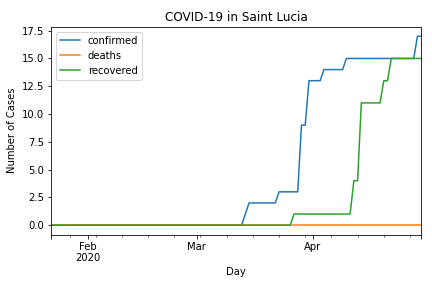 COVID-19 in Saint Lucia
confirmed
deaths
recovered
17.5
15.0
12.5
10.0
7.5
5.0
2.5
0.0
Number of Cases
Feb
2020
Mar
Apr
Day